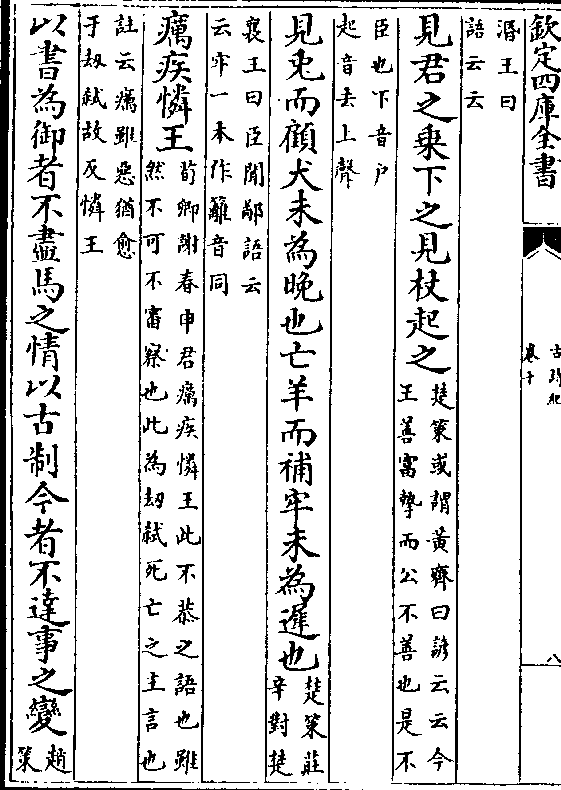 欽定四庫全書
古詩紀
卷十
八
湣王曰
語云云
見君之乗下之見杖起之
楚策或謂黃齊曰諺云云今
王善富摯而公不善也是不
臣也下音户
起音去上聲
見兎而顧犬未為晚也亡羊而補牢未為遲也
楚策莊
辛對楚
襄王曰臣聞鄙語云
云牢一本作籬音同
癘疾憐王
荀卿謝春申君癘疾憐王此不恭之語也雖
然不可不審察也此為刼弑死亡之主言也
註云癘雖惡猶愈
于刼弑故反憐王
以書為御者不盡馬之情以古制今者不達事之變
趙
策